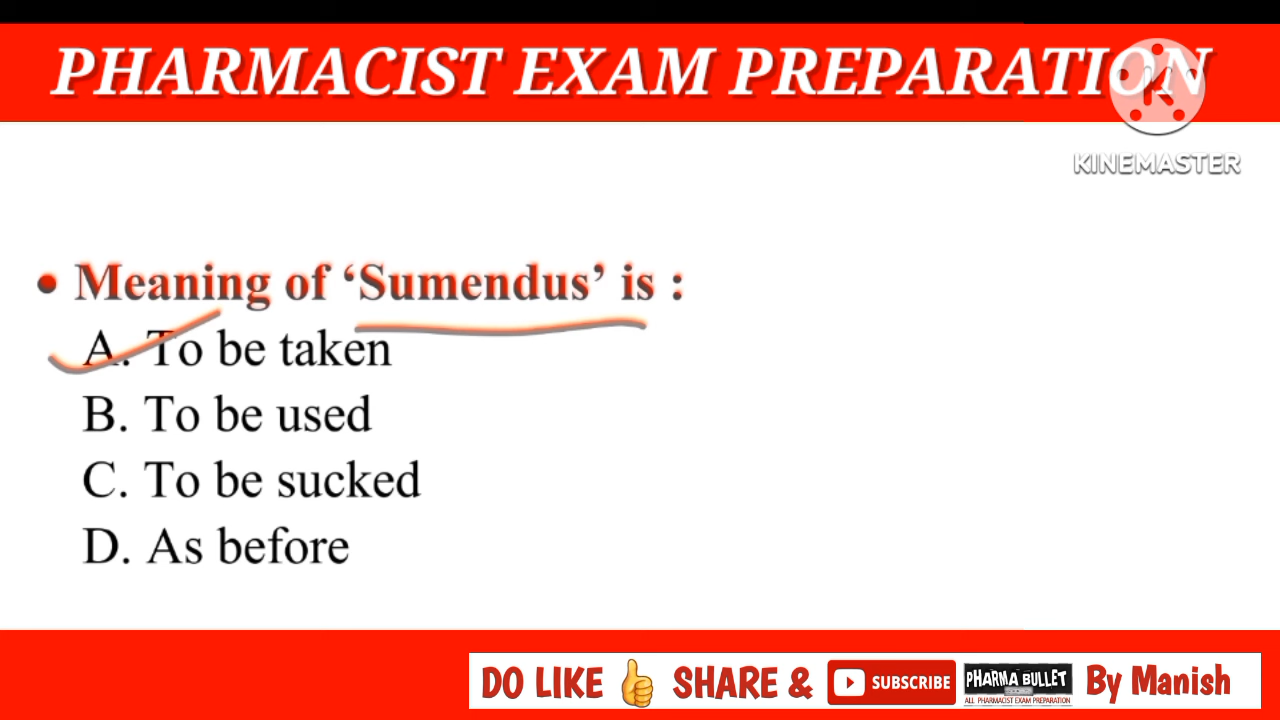 PHARMACIST EXAM PREPARATION
KINEMASTER
• Meaning of ‘Sumendus’ is :
A. To be taken
B. To be used
C. To be sucked
D. As before
DO LIKE SHARE & SUBSCRIBE PHARMA BULLET By Manish
ALL PHARMACIST EXAM PREPARATION